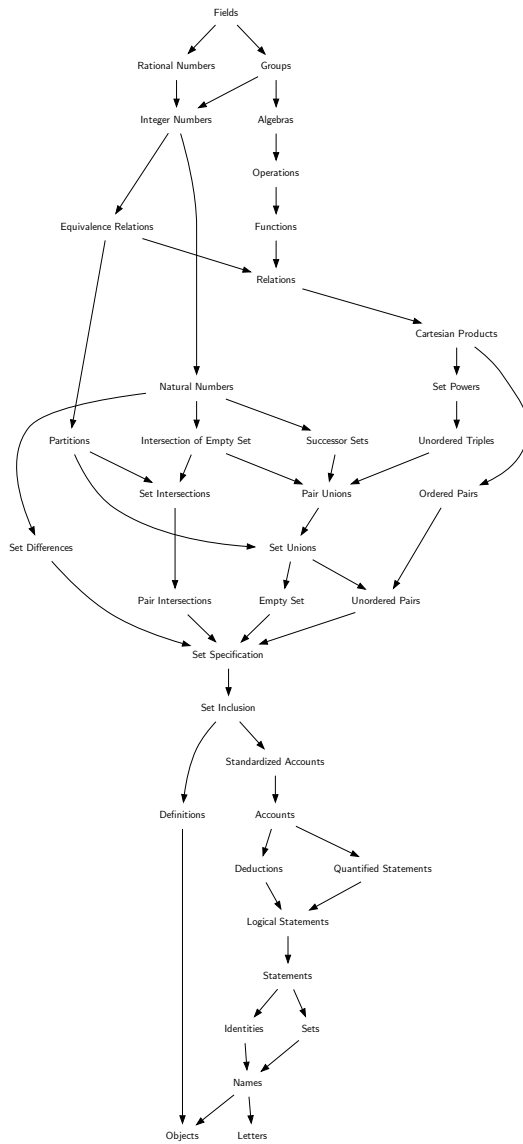 Fields
Rational Numbers
Groups
Integer Numbers
Algebras
Operations
Equivalence Relations
Functions
Relations
Cartesian Products
Natural Numbers
Set Powers
Partitions
Intersection of Empty Set
Successor Sets
Unordered Triples
Set Intersections
Pair Unions
Ordered Pairs
Set Differences
Set Unions
Pair Intersections
Empty Set
Unordered Pairs
Set Specification
Set Inclusion
Standardized Accounts
Definitions
Accounts
Deductions
Quantified Statements
Logical Statements
Statements
Identities
Sets
Names
Objects
Letters